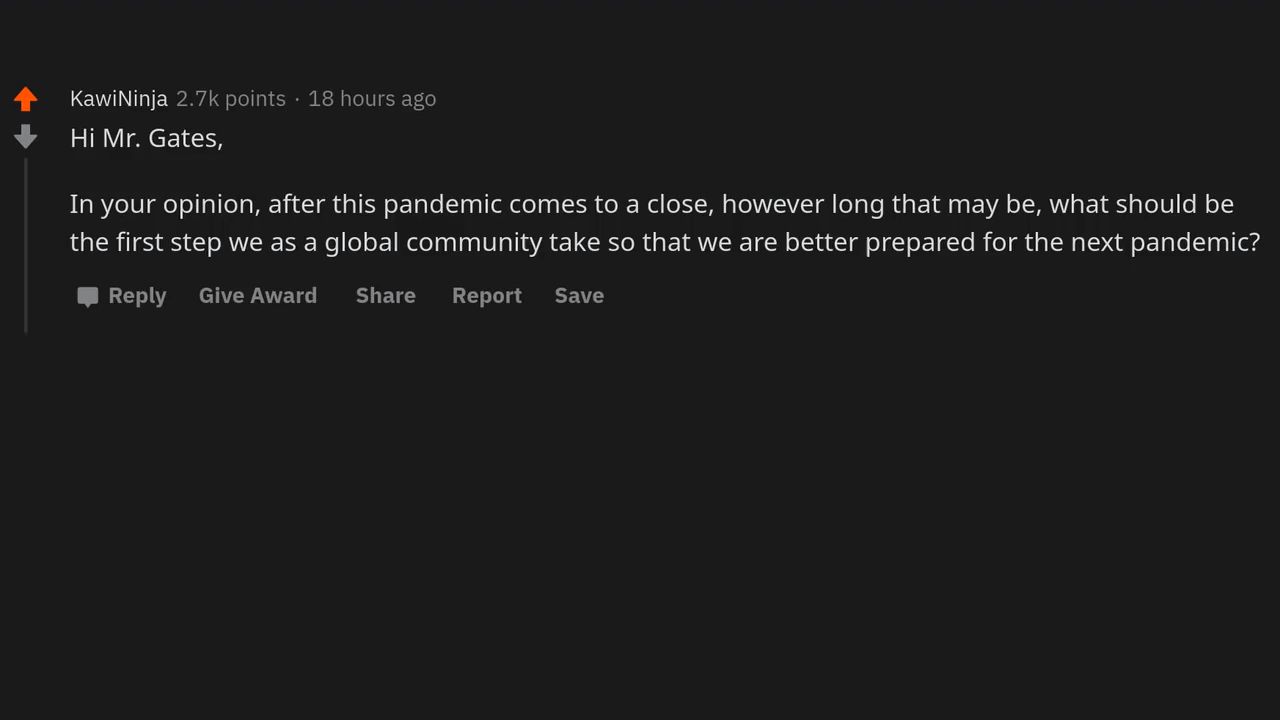 KawiNinja 2.7k points · 18 hours ago
Hi Mr. Gates,
In your opinion, after this pandemic comes to a close, however long that may be, what should be
the first step we as a global community take so that we are better prepared for the next pandemic?
Reply Give Award Share Report Save